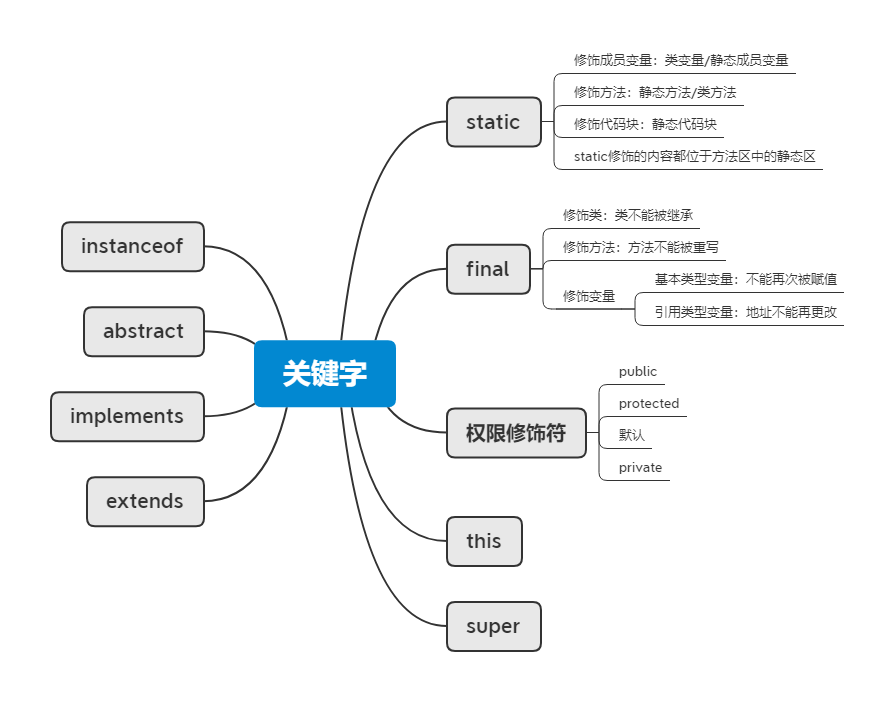 关键字
static
修饰成员变量：类变量/静态成员变量
修饰方法：静态方法/类方法
修饰代码块：静态代码块
static修饰的内容都位于方法区中的静态区
final
修饰类：类不能被继承
修饰方法：方法不能被重写
修饰变量
基本类型变量：不能再次被赋值
引用类型变量：地址不能再更改
权限修饰符
public
protected
默认
private
this
super
instanceof
abstract
implements
extends